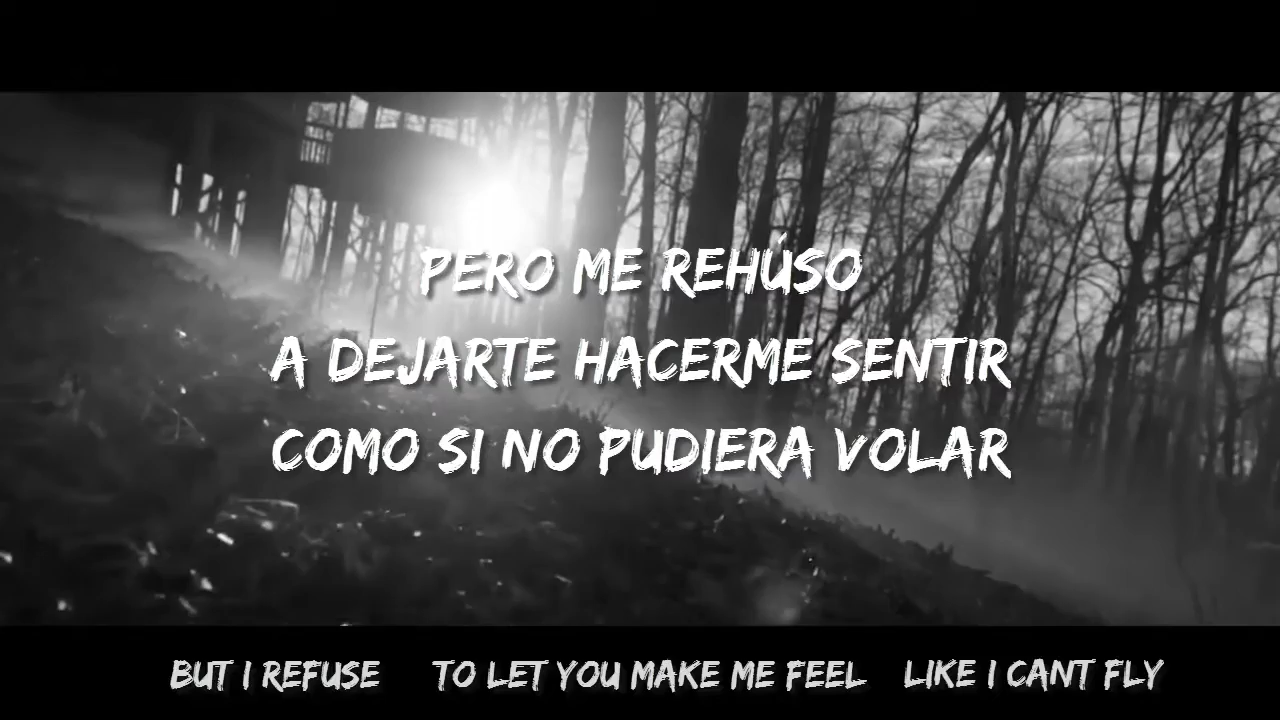 PERO ME REHÚSO
A DEJARTE HACERME SENTIR
COMO SI NO PUDIERA VOLAR
BUT I REFUSE TO LET YOU MAKE ME FEEL LIKE I CANT FLY